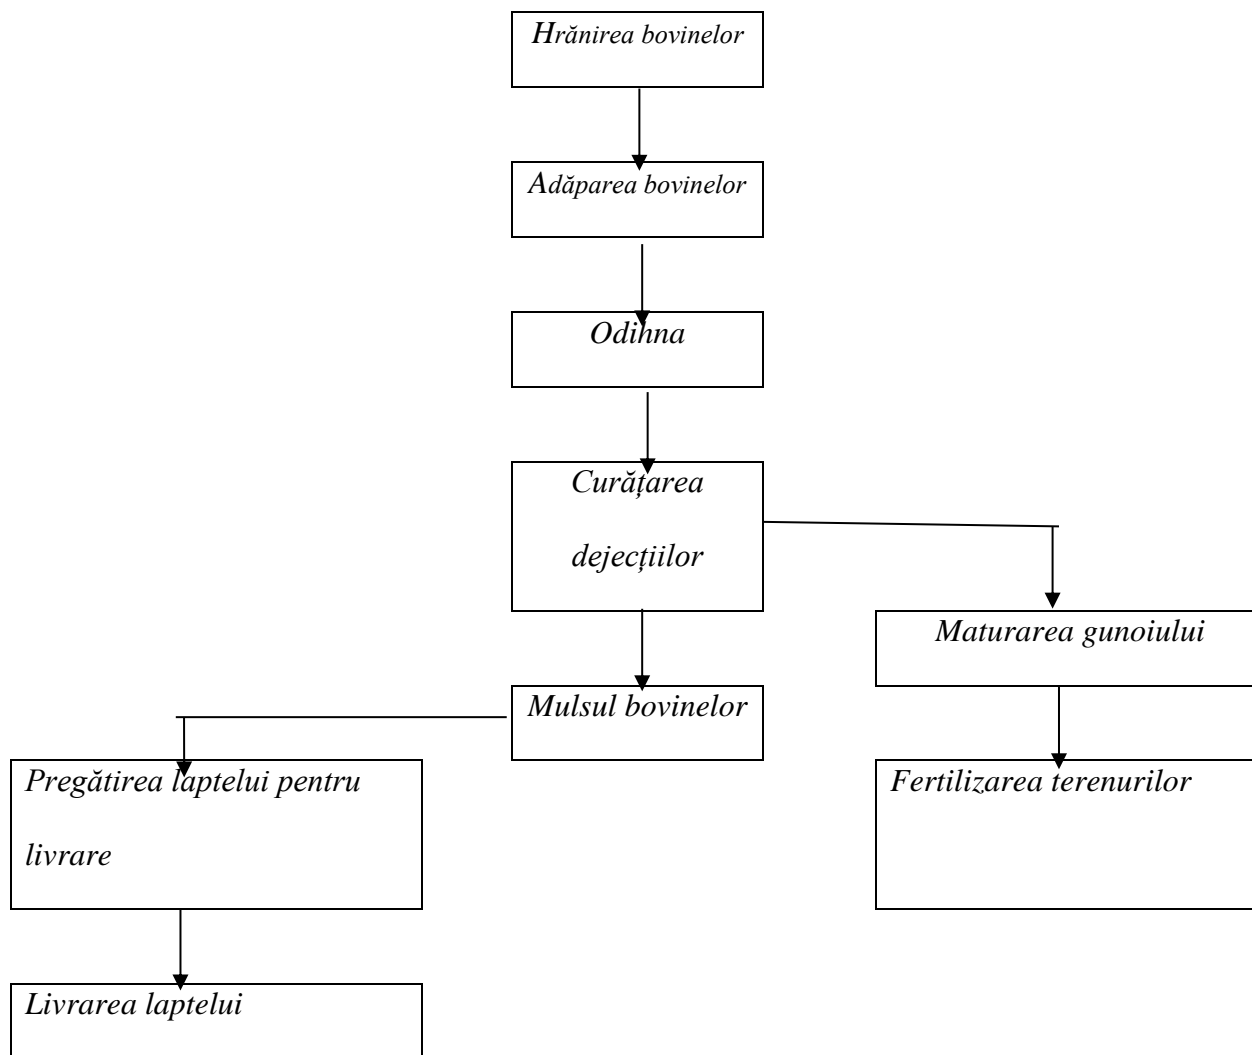 Hrănirea bovinelor
Adăparea bovinelor
Odihna
Curățarea
dejecțiilor
Maturarea gunoiului
Mulsul bovinelor
Pregătirea laptelui pentru
livrare
Fertilizarea terenurilor
Livrarea laptelui